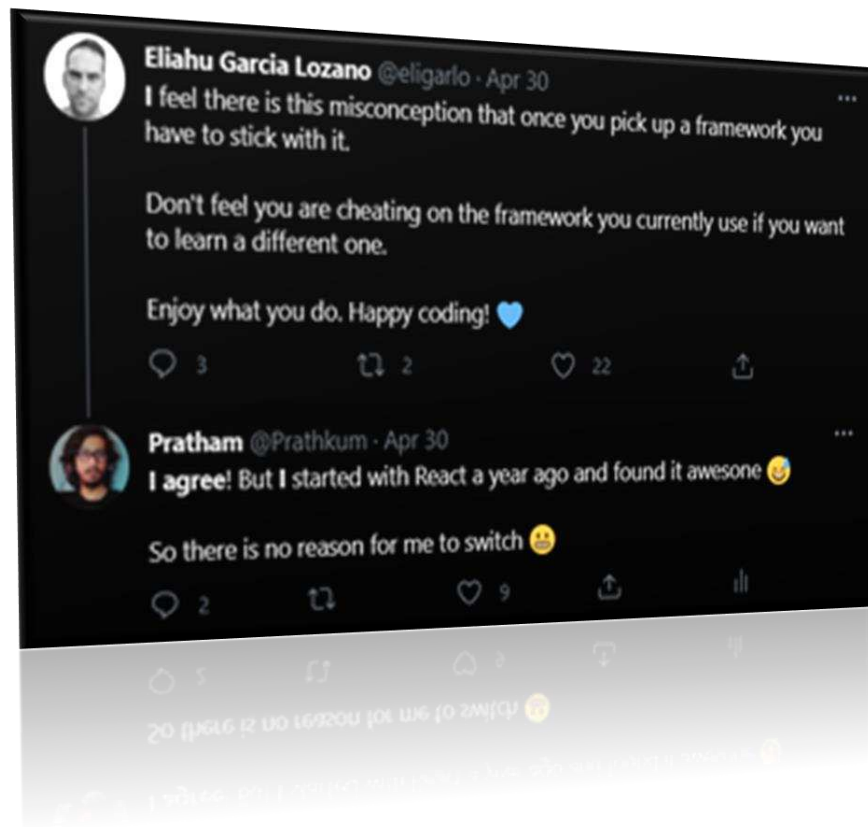 Eliahu Garcia Lozano @eligarlo · Apr 30
I feel there is this misconception that once you pick up a framework you
have to stick with it.
Don't feel you are cheating on the framework you currently use if you want
to learn a different one.
Enjoy what you do. Happy coding! 💙
3 2 22
Pratham @Prathkum · Apr 30
I agree! But I started with React a year ago and found it awesome 😅
So there is no reason for me to switch 😬
2 9